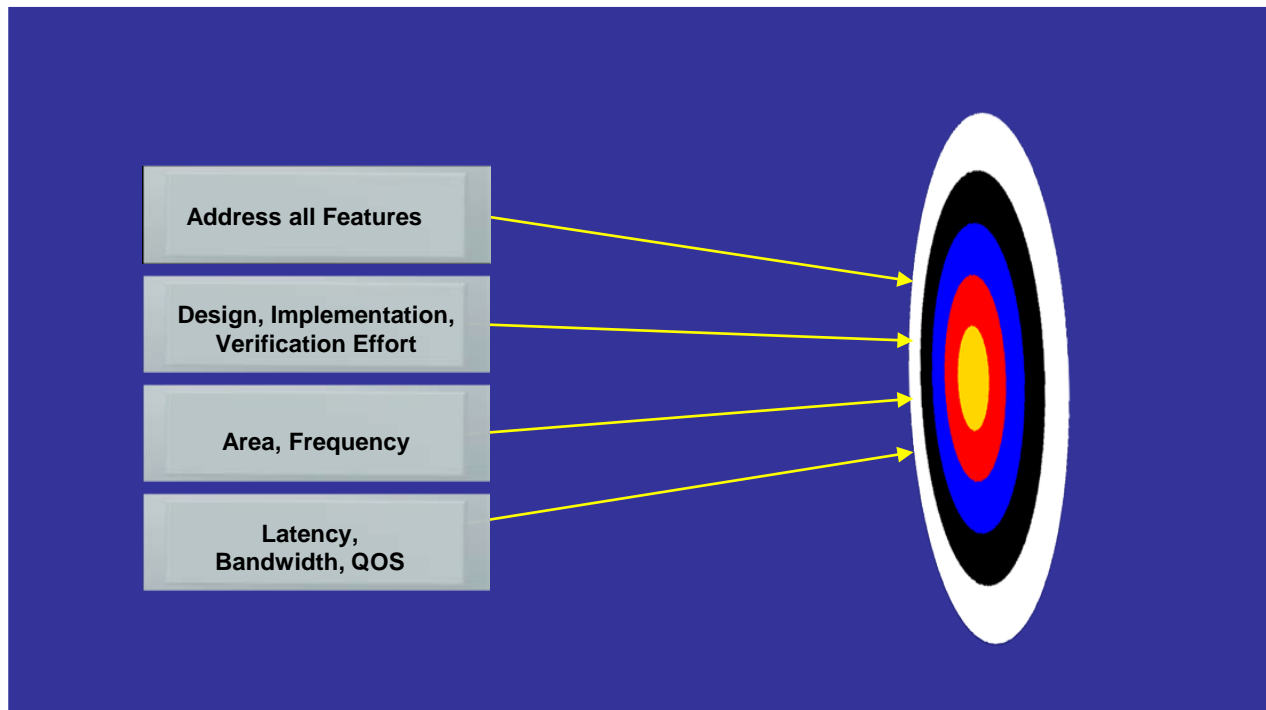 Address all Features
Design, Implementation,
Verification Effort
Area, Frequency
Latency,
Bandwidth, QOS